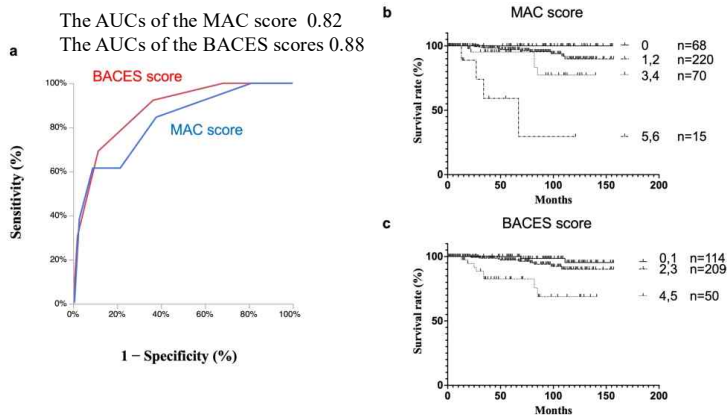 The AUCs of the MAC score 0.82
The AUCs of the BACES scores 0.88
a
BACES score
MAC score
Sensitivity (%)
100%
80%
60%
40%
20%
0%
0%
20%
40%
60%
80%
100%
1 − Specificity (%)
b
MAC score
Survival rate (%)
100
50
0
0
50
100
150
200
Months
0 n=68
1,2 n=220
3,4 n=70
5,6 n=15
c
BACES score
Survival rate (%)
100
50
0
0
50
100
150
200
Months
0,1 n=114
2,3 n=209
4,5 n=50